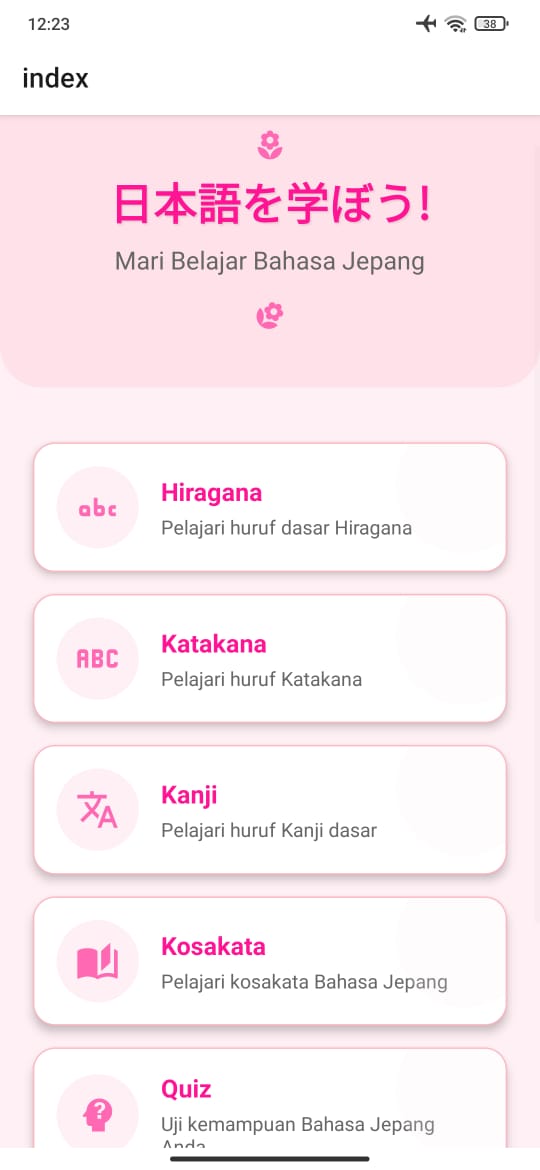 12:23
38
index
日本語を学ぼう!
Mari Belajar Bahasa Jepang
abc
Hiragana
Pelajari huruf dasar Hiragana
ABC
Katakana
Pelajari huruf Katakana
文A
Kanji
Pelajari huruf Kanji dasar
Kosakata
Pelajari kosakata Bahasa Jepang
?
Quiz
Uji kemampuan Bahasa Jepang
Anda